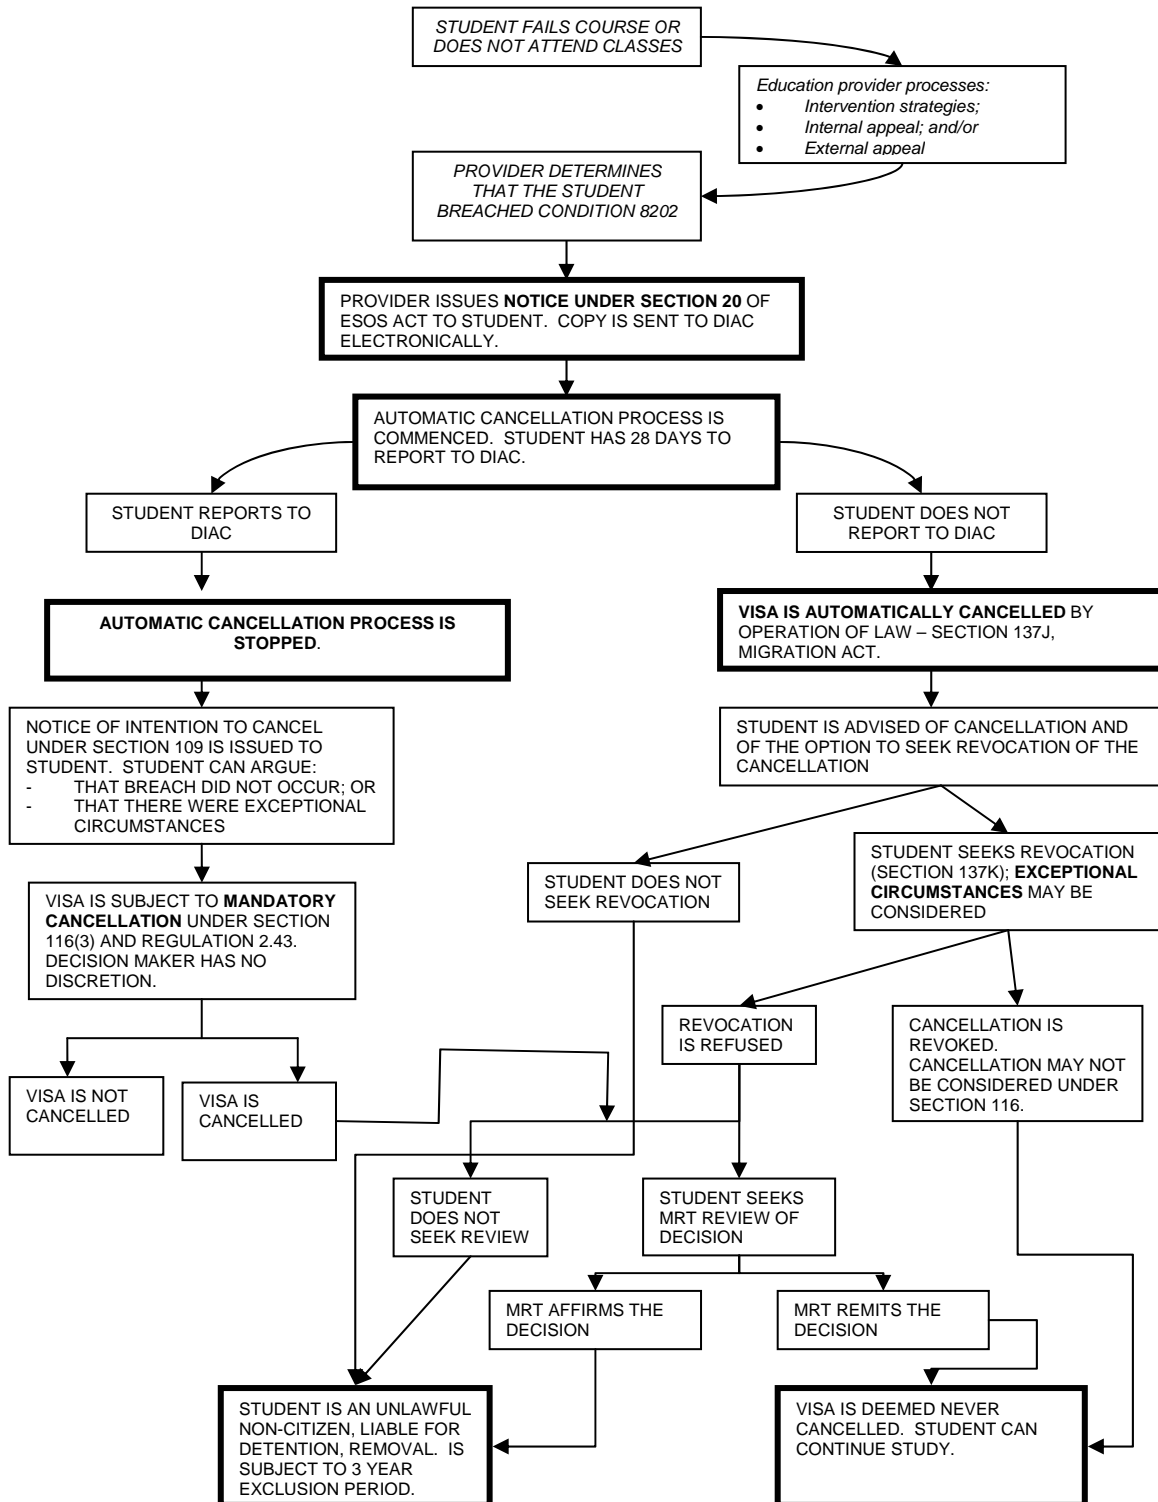 STUDENT FAILS COURSE OR
DOES NOT ATTEND CLASSES
Education provider processes:
• Intervention strategies;
• Internal appeal; and/or
• External appeal
PROVIDER DETERMINES
THAT THE STUDENT
BREACHED CONDITION 8202
PROVIDER ISSUES NOTICE UNDER SECTION 20 OF
ESOS ACT TO STUDENT. COPY IS SENT TO DIAC
ELECTRONICALLY.
AUTOMATIC CANCELLATION PROCESS IS
COMMENCED. STUDENT HAS 28 DAYS TO
REPORT TO DIAC.
STUDENT REPORTS TO
DIAC
STUDENT DOES NOT
REPORT TO DIAC
AUTOMATIC CANCELLATION PROCESS IS
STOPPED.
VISA IS AUTOMATICALLY CANCELLED BY
OPERATION OF LAW – SECTION 137J,
MIGRATION ACT.
NOTICE OF INTENTION TO CANCEL
UNDER SECTION 109 IS ISSUED TO
STUDENT. STUDENT CAN ARGUE:
- THAT BREACH DID NOT OCCUR; OR
- THAT THERE WERE EXCEPTIONAL
CIRCUMSTANCES
STUDENT IS ADVISED OF CANCELLATION AND
OF THE OPTION TO SEEK REVOCATION OF THE
CANCELLATION
STUDENT DOES NOT
SEEK REVOCATION
STUDENT SEEKS REVOCATION
(SECTION 137K); EXCEPTIONAL
CIRCUMSTANCES MAY BE
CONSIDERED
VISA IS SUBJECT TO MANDATORY
CANCELLATION UNDER SECTION
116(3) AND REGULATION 2.43.
DECISION MAKER HAS NO
DISCRETION.
REVOCATION
IS REFUSED
CANCELLATION IS
REVOKED.
CANCELLATION MAY NOT
BE CONSIDERED UNDER
SECTION 116.
VISA IS NOT
CANCELLED
VISA IS
CANCELLED
STUDENT
DOES NOT
SEEK REVIEW
STUDENT SEEKS
MRT REVIEW OF
DECISION
MRT AFFIRMS THE
DECISION
MRT REMITS THE
DECISION
STUDENT IS AN UNLAWFUL
NON-CITIZEN, LIABLE FOR
DETENTION, REMOVAL. IS
SUBJECT TO 3 YEAR
EXCLUSION PERIOD.
VISA IS DEEMED NEVER
CANCELLED. STUDENT CAN
CONTINUE STUDY.